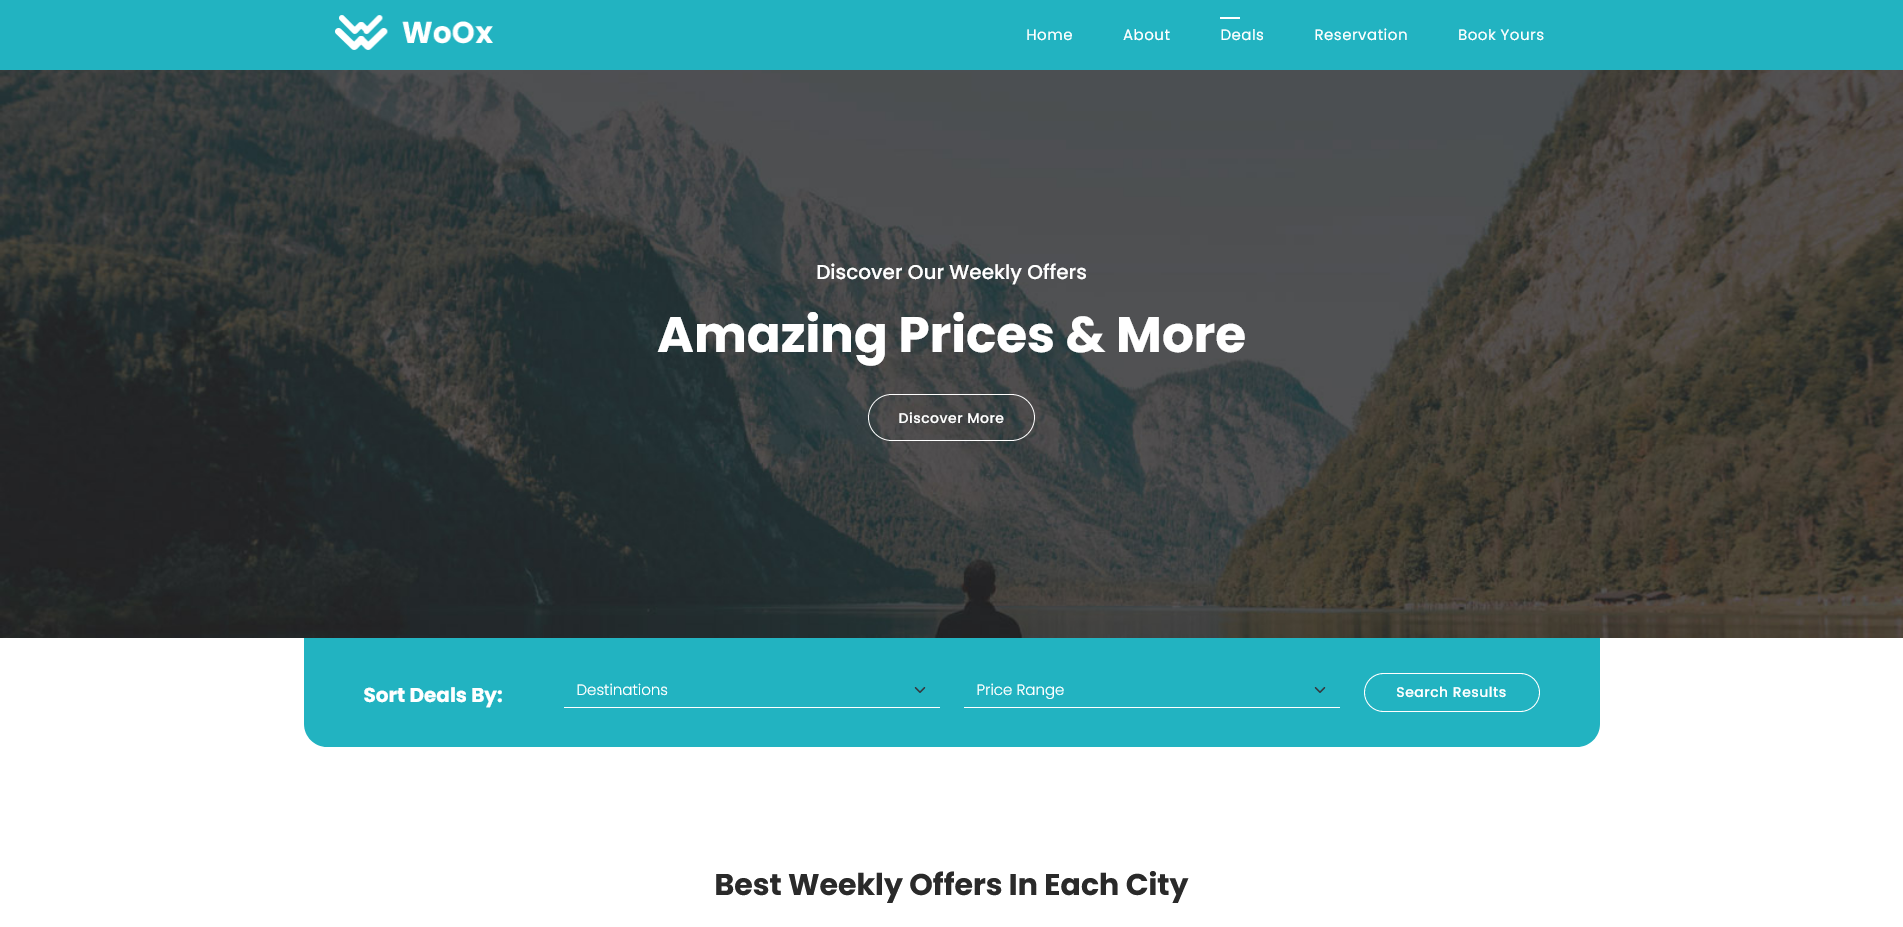 WoOx
Home About Deals Reservation Book Yours
Discover Our Weekly Offers
Amazing Prices & More
Discover More
Sort Deals By: Destinations Price Range Search Results
Best Weekly Offers In Each City